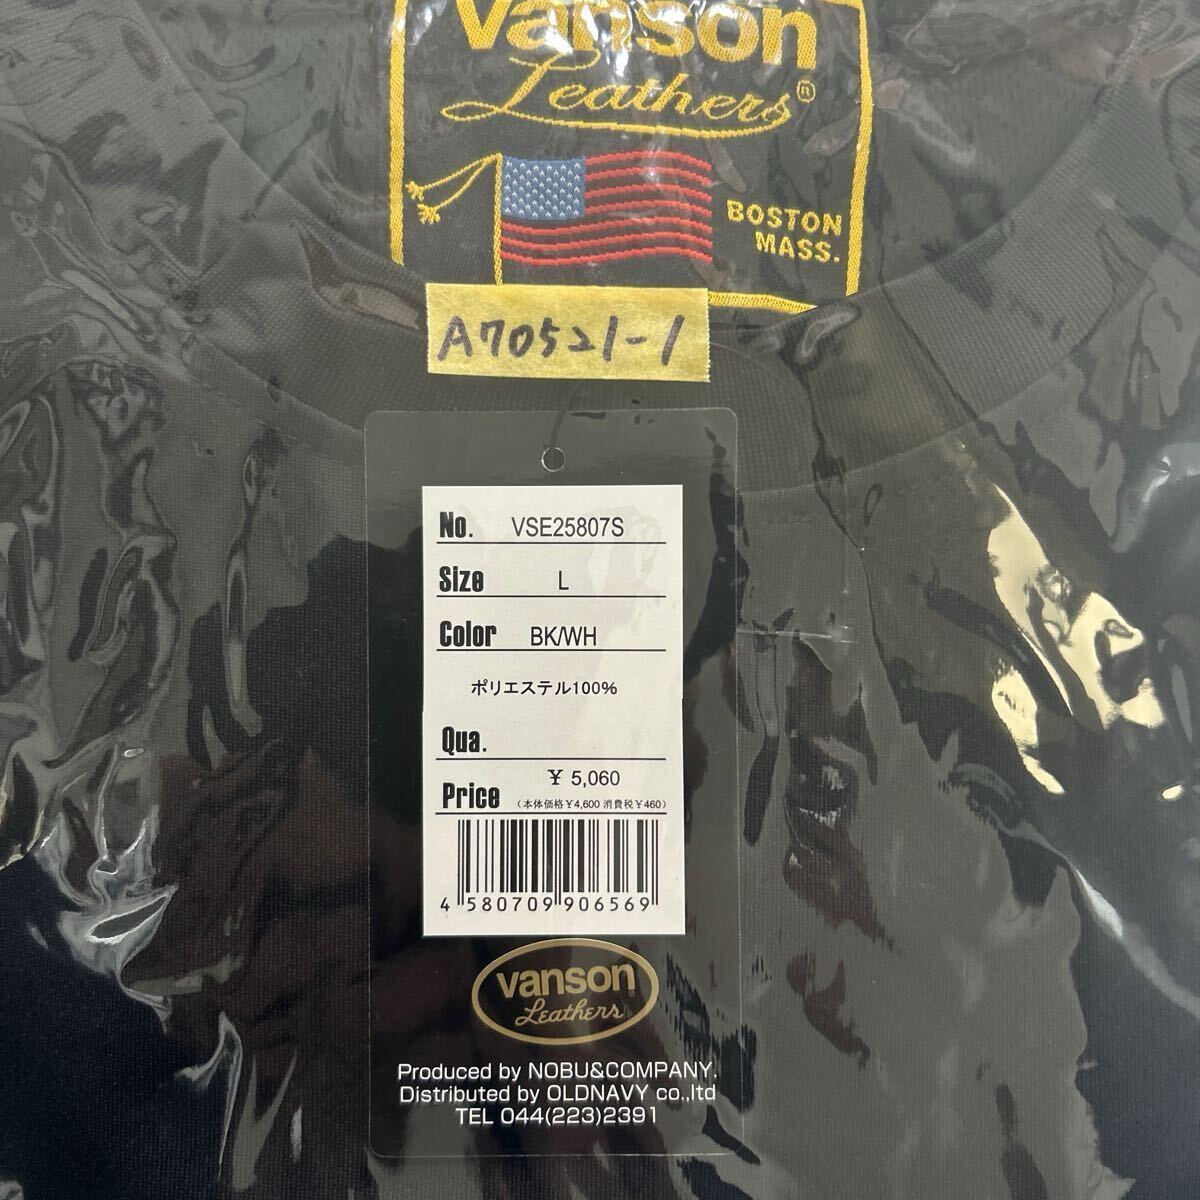 vanson
Leathers®
BOSTON
MASS.
A70521-1
No. VSE25807S
Size L
Color BK/WH
ポリエステル100%
Qua.
¥ 5,060
Price (本体価格¥4,600 消費税¥460)
4 580709 906569
vanson
Leathers
Produced by NOBU&COMPANY.
Distributed by OLDNAVY co.,ltd
TEL 044(223)2391